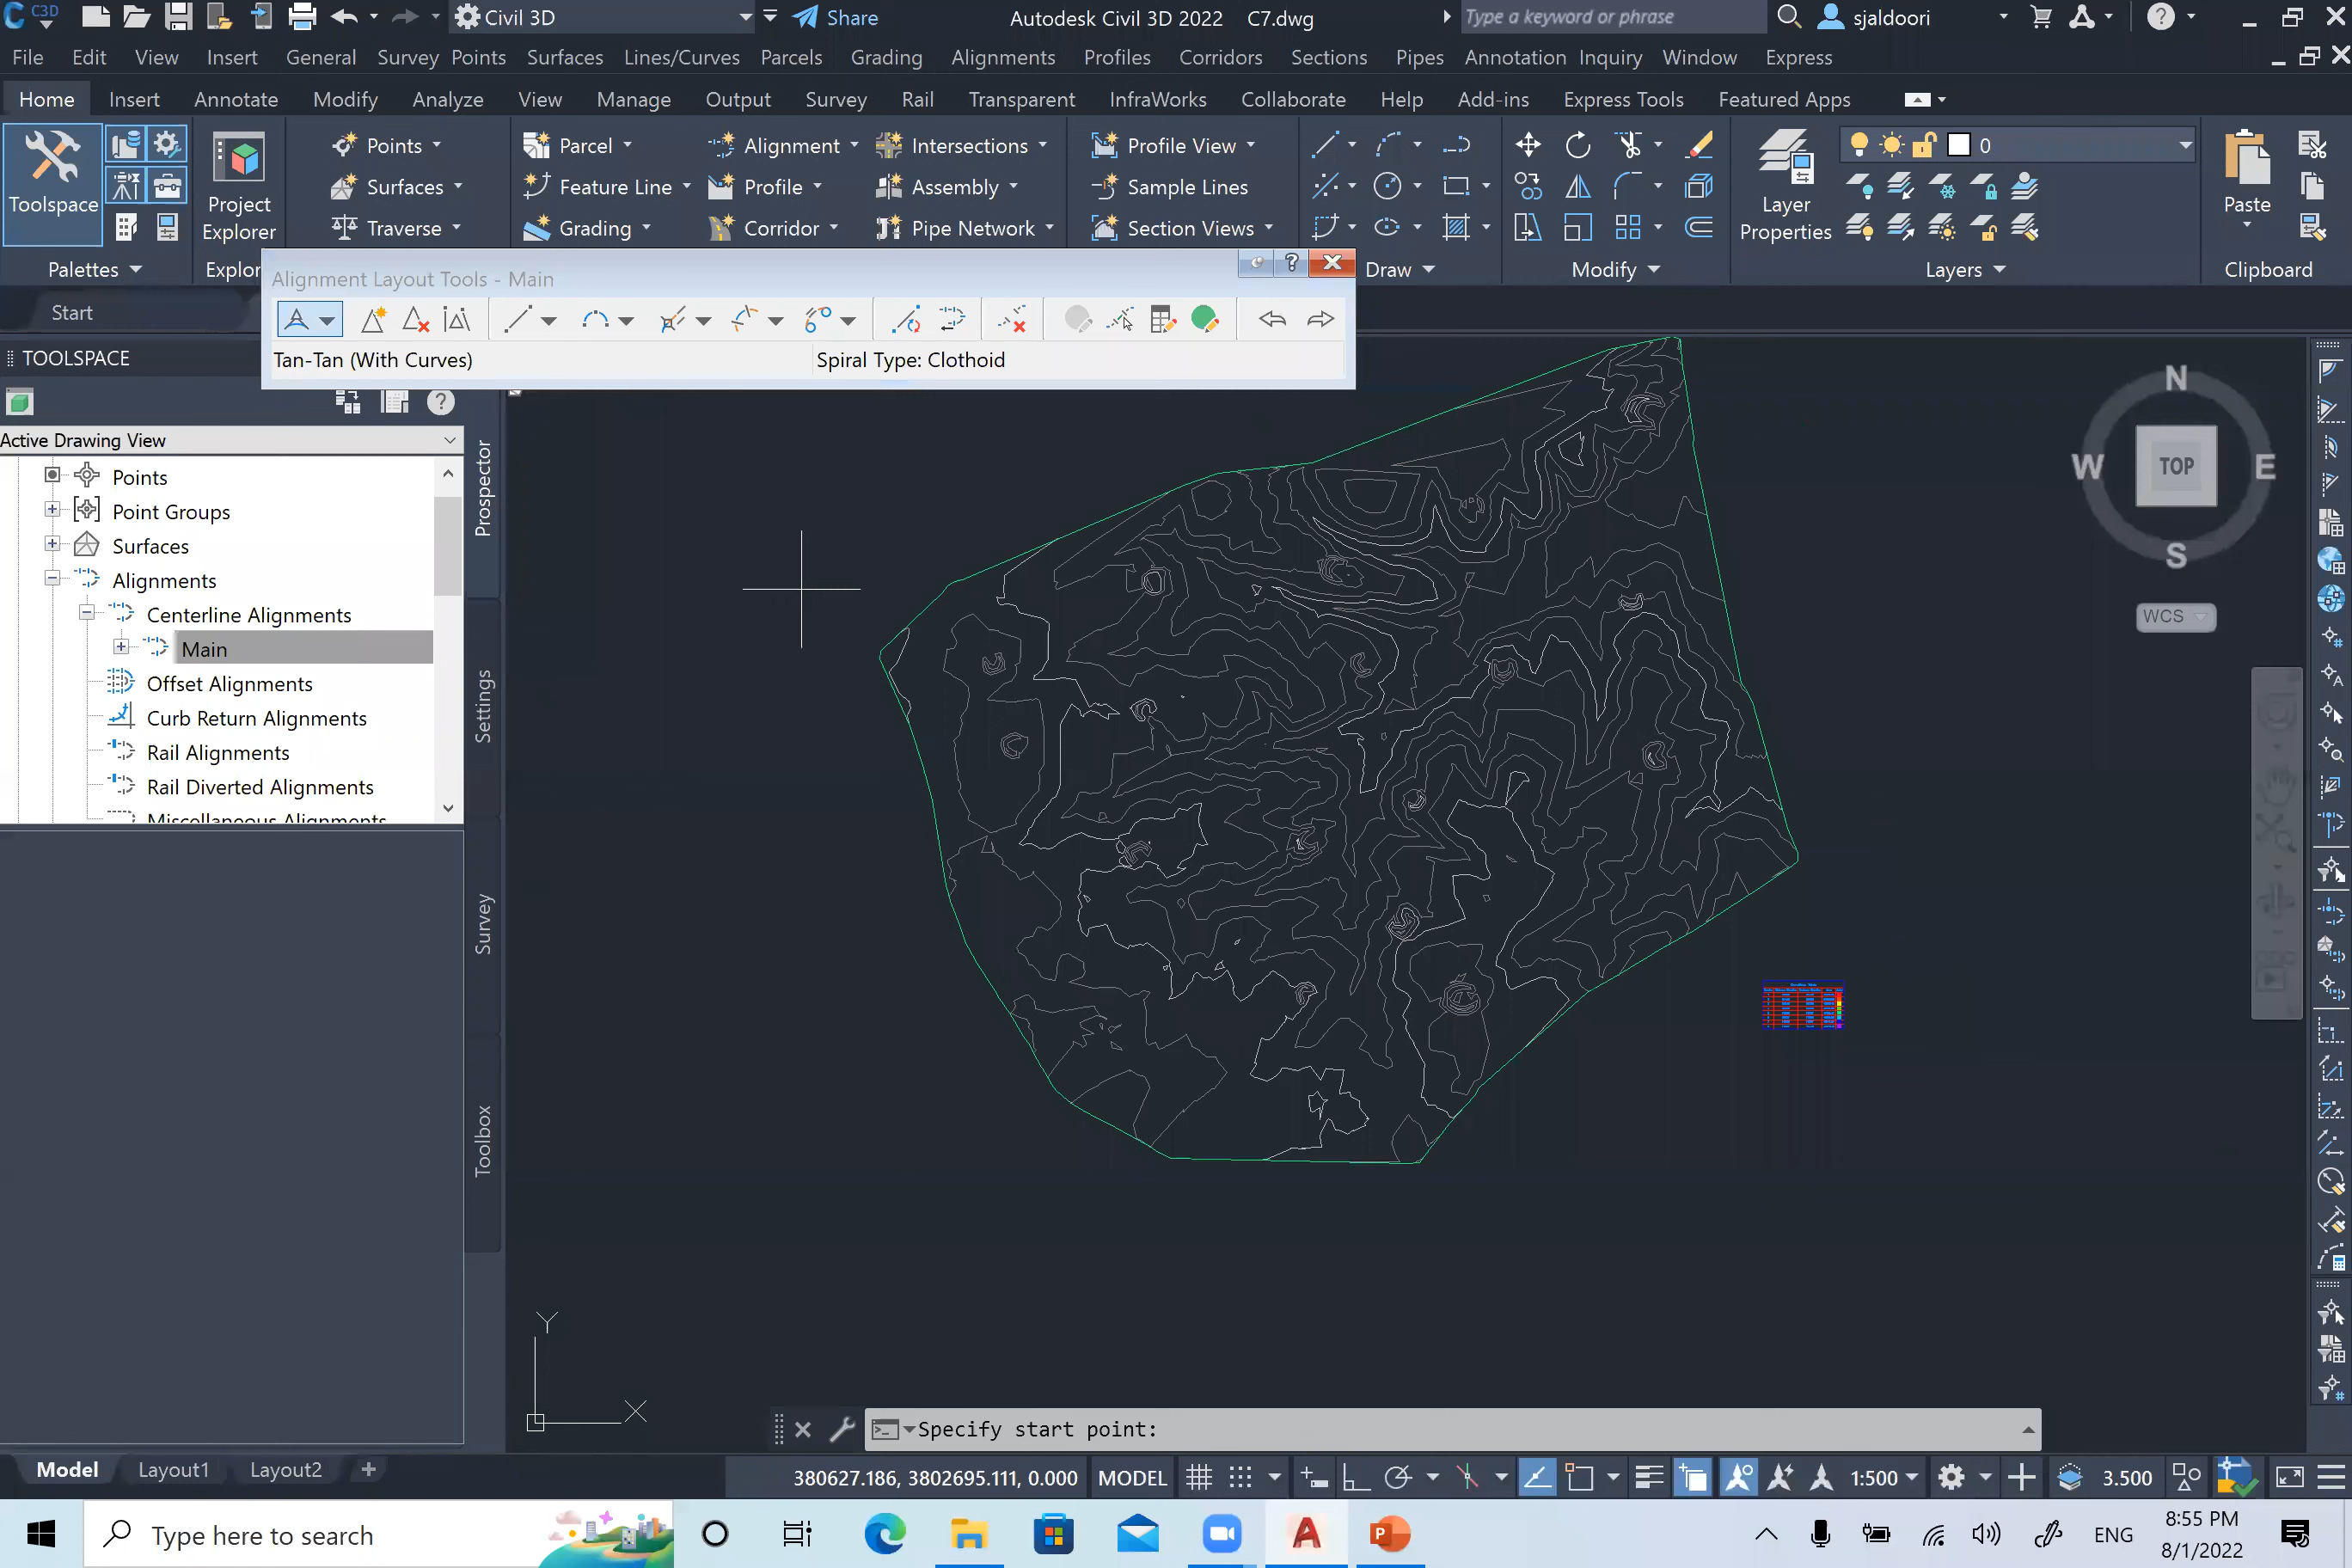 C3D Civil 3D Share Autodesk Civil 3D 2022 C7.dwg Type a keyword or phrase sjaldoori
File Edit View Insert General Survey Points Surfaces Lines/Curves Parcels Grading Alignments Profiles Corridors Sections Pipes Annotation Inquiry Window Express
Home Insert Annotate Modify Analyze View Manage Output Survey Rail Transparent InfraWorks Collaborate Help Add-ins Express Tools Featured Apps
Points Parcel Alignment Intersections Profile View 0
Toolspace Project Explorer Surfaces Feature Line Profile Assembly Sample Lines Layer Properties Paste
Traverse Grading Corridor Pipe Network Section Views
Palettes Explor Draw Modify Layers Clipboard
Alignment Layout Tools - Main
Start
Tan-Tan (With Curves) Spiral Type: Clothoid
TOOLSPACE
Active Drawing View
Points
Point Groups
Surfaces
Alignments
Centerline Alignments
Main
Offset Alignments
Curb Return Alignments
Rail Alignments
Rail Diverted Alignments
Miscellaneous Alignments
Prospector
Settings
Survey
Toolbox
N
W TOP E
S
WCS
Y
X
Specify start point:
Model Layout1 Layout2 + 380627.186, 3802695.111, 0.000 MODEL 1:500 3.500
Type here to search ENG 8:55 PM
8/1/2022